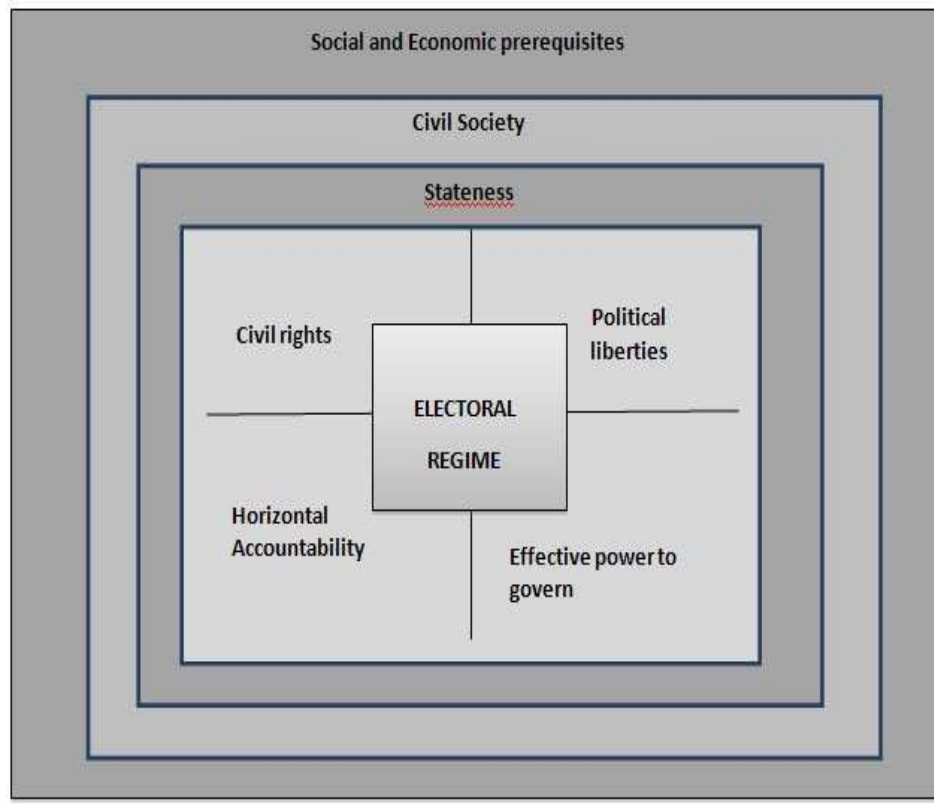 Social and Economic prerequisites
Civil Society
Stateness
Civil rights
Political
liberties
ELECTORAL
REGIME
Horizontal
Accountability
Effective power to
govern